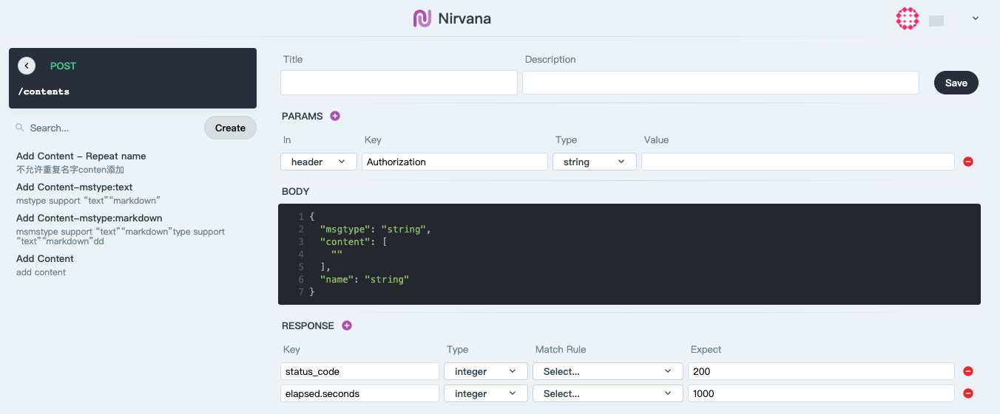 Nirvana
POST
/contents
Search...
Create
Add Content - Repeat name
不允许重复名字conten添加
Add Content-mstype:text
mstype support “text”“markdown”
Add Content-mstype:markdown
msmstype support “text”“markdown”type support
“text”“markdown”dd
Add Content
add content
Title Description
Save
PARAMS
In Key Type Value
header Authorization string
BODY
1 {
2 "msgtype": "string",
3 "content": [
4 ""
5 ],
6 "name": "string"
7 }
RESPONSE
Key Type Match Rule Expect
status_code integer Select... 200
elapsed.seconds integer Select... 1000